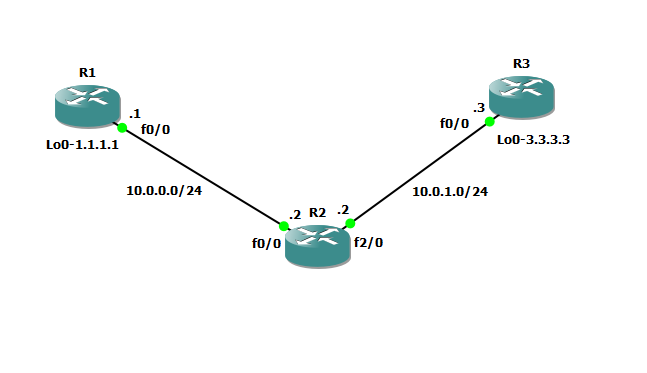 R1
R3
.1
f0/0
Lo0-1.1.1.1
.3
f0/0
Lo0-3.3.3.3
10.0.0.0/24
10.0.1.0/24
.2
R2
.2
f0/0
f2/0